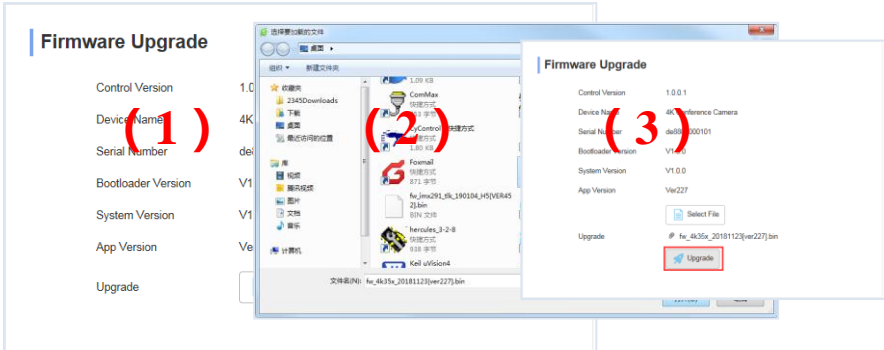 Firmware Upgrade
Control Version 1.0
Device Name 4K
Serial Number de8
Bootloader Version V1
System Version V1
App Version Ve
Upgrade
(1)
选择要加载的文件
桌面
组织 新建文件夹
收藏夹
2345Downloads
下载
桌面
最近访问的位置
库
视频
腾讯视频
图片
文档
音乐
计算机
1.09 KB
ComMax
快捷方式
字节
快捷方式
1.80 KB
Foxmail
快捷方式
871 字节
fw_imx291_tlk_190104_H5[VER45
2].bin
BIN 文件
hercules_3-2-8
快捷方式
938 字节
Keil uVision4
文件名(N): fw_4k35x_20181123[ver227].bin
(2)
Firmware Upgrade
Control Version 1.0.0.1
Device Name 4K Conference Camera
Serial Number
Bootloader Version
System Version V1.0.0
App Version Ver227
Select File
Upgrade fw_4k35x_20181123[ver227].bin
Upgrade
(3)